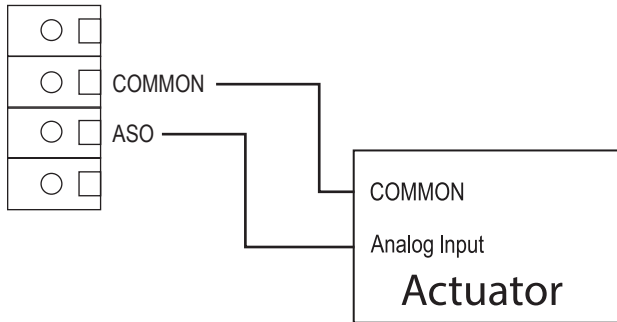 COMMON
ASO
COMMON
Analog Input
Actuator